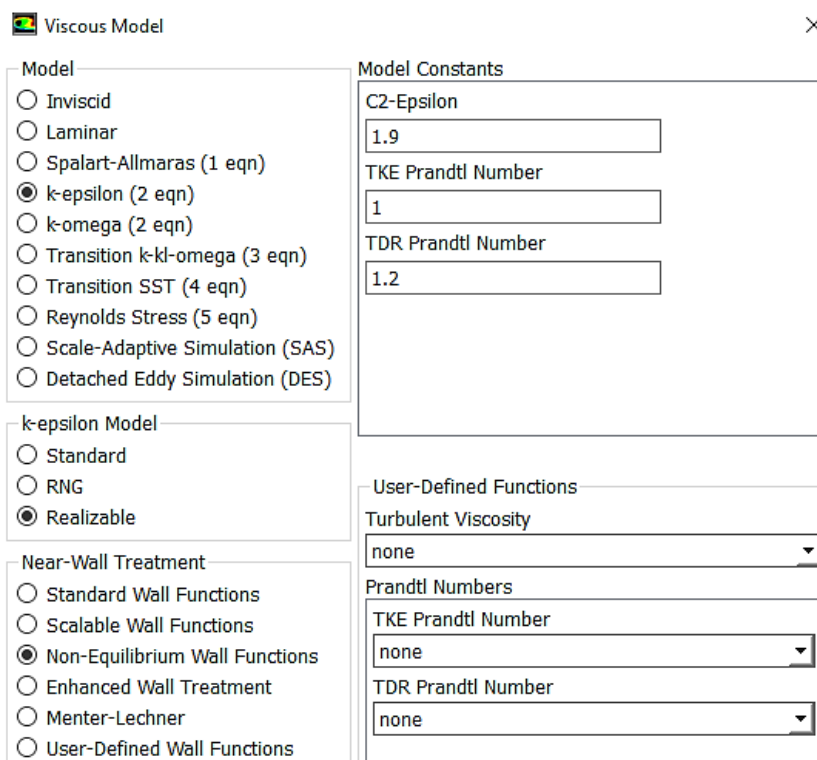 Viscous Model
Model
Inviscid
Laminar
Spalart-Allmaras (1 eqn)
k-epsilon (2 eqn)
k-omega (2 eqn)
Transition k-kl-omega (3 eqn)
Transition SST (4 eqn)
Reynolds Stress (5 eqn)
Scale-Adaptive Simulation (SAS)
Detached Eddy Simulation (DES)
k-epsilon Model
Standard
RNG
Realizable
Near-Wall Treatment
Standard Wall Functions
Scalable Wall Functions
Non-Equilibrium Wall Functions
Enhanced Wall Treatment
Menter-Lechner
User-Defined Wall Functions
Model Constants
C2-Epsilon
1.9
TKE Prandtl Number
1
TDR Prandtl Number
1.2
User-Defined Functions
Turbulent Viscosity
none
Prandtl Numbers
TKE Prandtl Number
none
TDR Prandtl Number
none